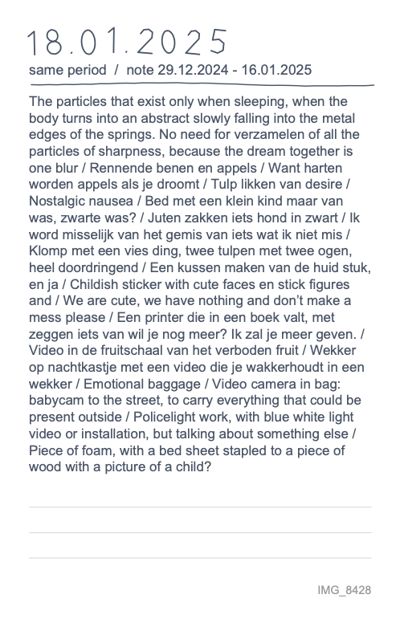 18.01.2025
same period / note 29.12.2024 - 16.01.2025
The particles that exist only when sleeping, when the
body turns into an abstract slowly falling into the metal
edges of the springs. No need for verzamelen of all the
particles of sharpness, because the dream together is
one blur / Rennende benen en appels / Want harten
worden appels als je droomt / Tulp likken van desire /
Nostalgic nausea / Bed met een klein kind maar van
was, zwarte was? / Juten zakken iets hond in zwart / Ik
word misselijk van het gemis van iets wat ik niet mis /
Klomp met een vies ding, twee tulpen met twee ogen,
heel doordringend / Een kussen maken van de huid stuk,
en ja / Childish sticker with cute faces en stick figures
and / We are cute, we have nothing and don't make a
mess please / Een printer die in een boek valt, met
zeggen iets van wil je nog meer? Ik zal je meer geven. /
Video in de fruitschaal van het verboden fruit / Wekker
op nachtkastje met een video die je wakkerhoudt in een
wekker / Emotional baggage / Video camera in bag:
babycam to the street, to carry everything that could be
present outside / Policelight work, with blue white light
video or installation, but talking about something else /
Piece of foam, with a bed sheet stapled to a piece of
wood with a picture of a child?
IMG_8428